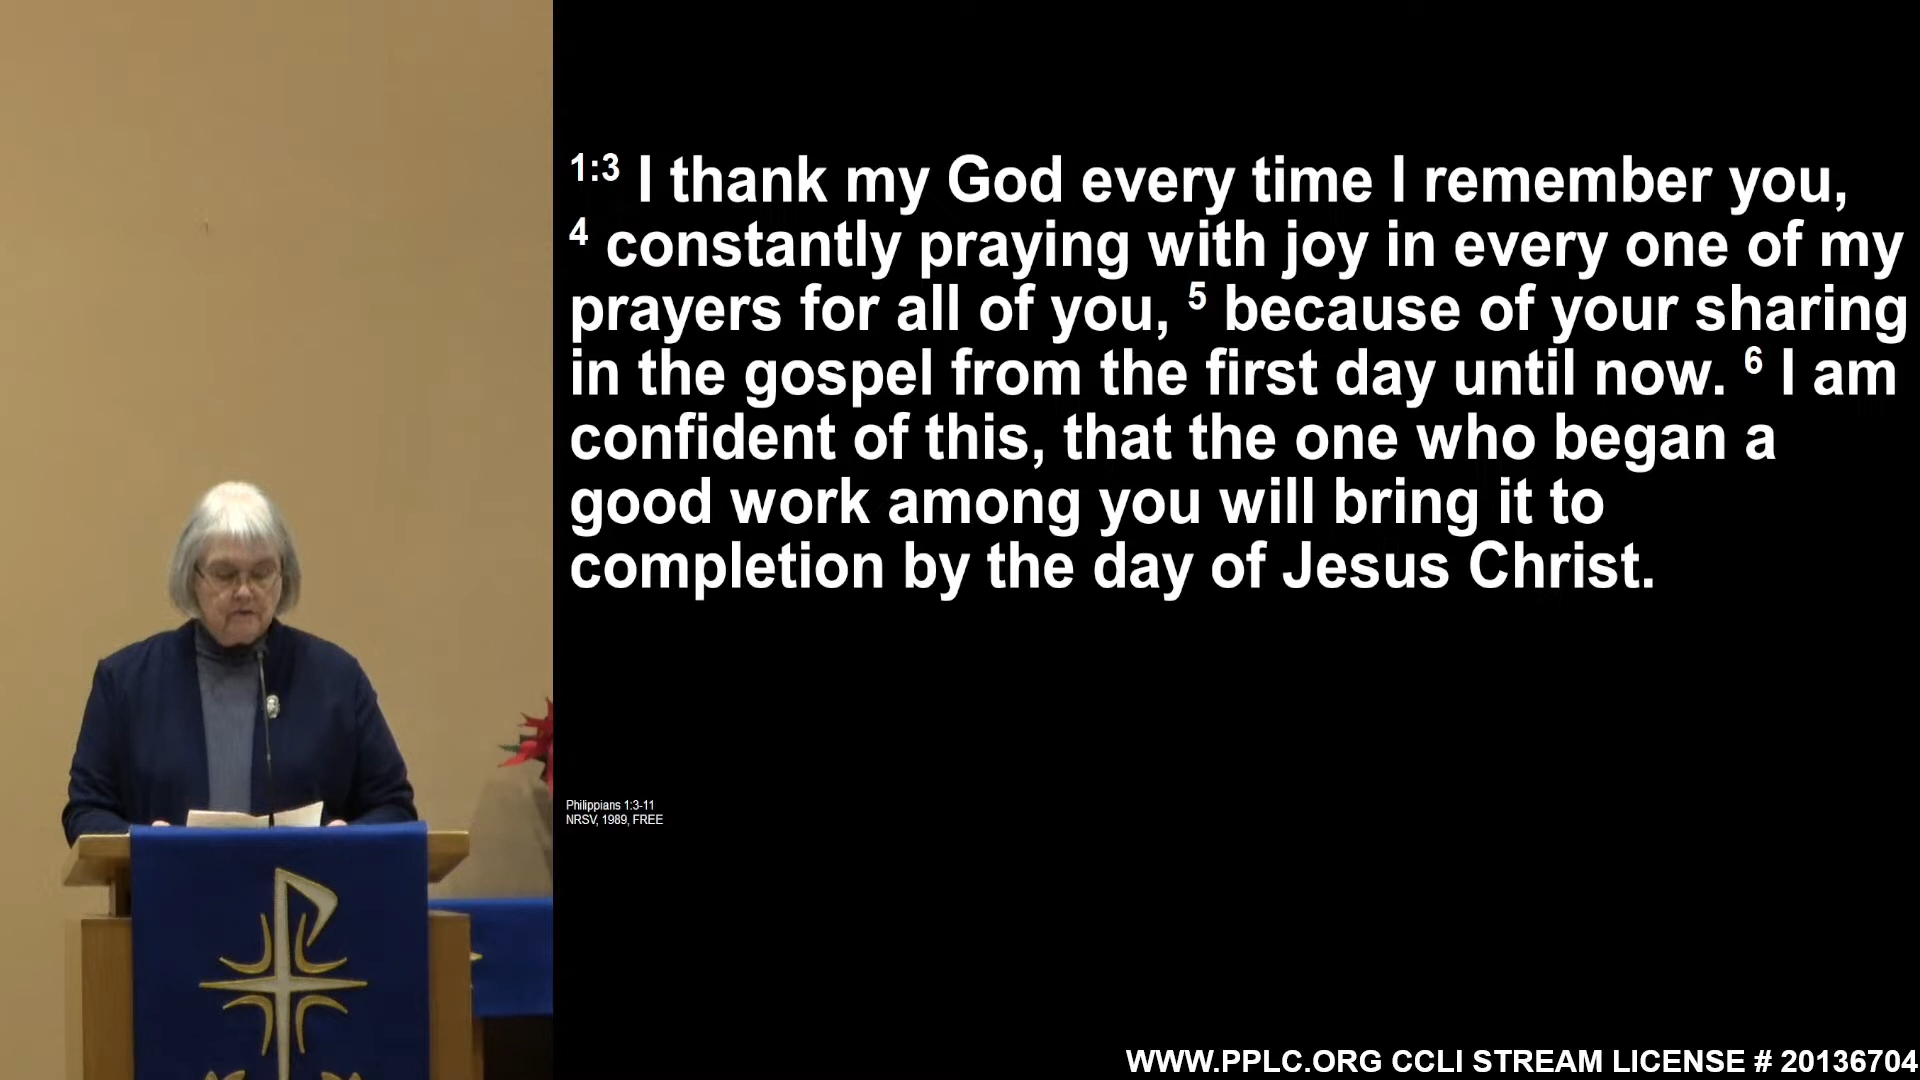 1:3 I thank my God every time I remember you,
4 constantly praying with joy in every one of my
prayers for all of you, 5 because of your sharing
in the gospel from the first day until now. 6 I am
confident of this, that the one who began a
good work among you will bring it to
completion by the day of Jesus Christ.
Philippians 1:3-11
NRSV, 1989, FREE
WWW.PPLC.ORG CCLI STREAM LICENSE # 20136704